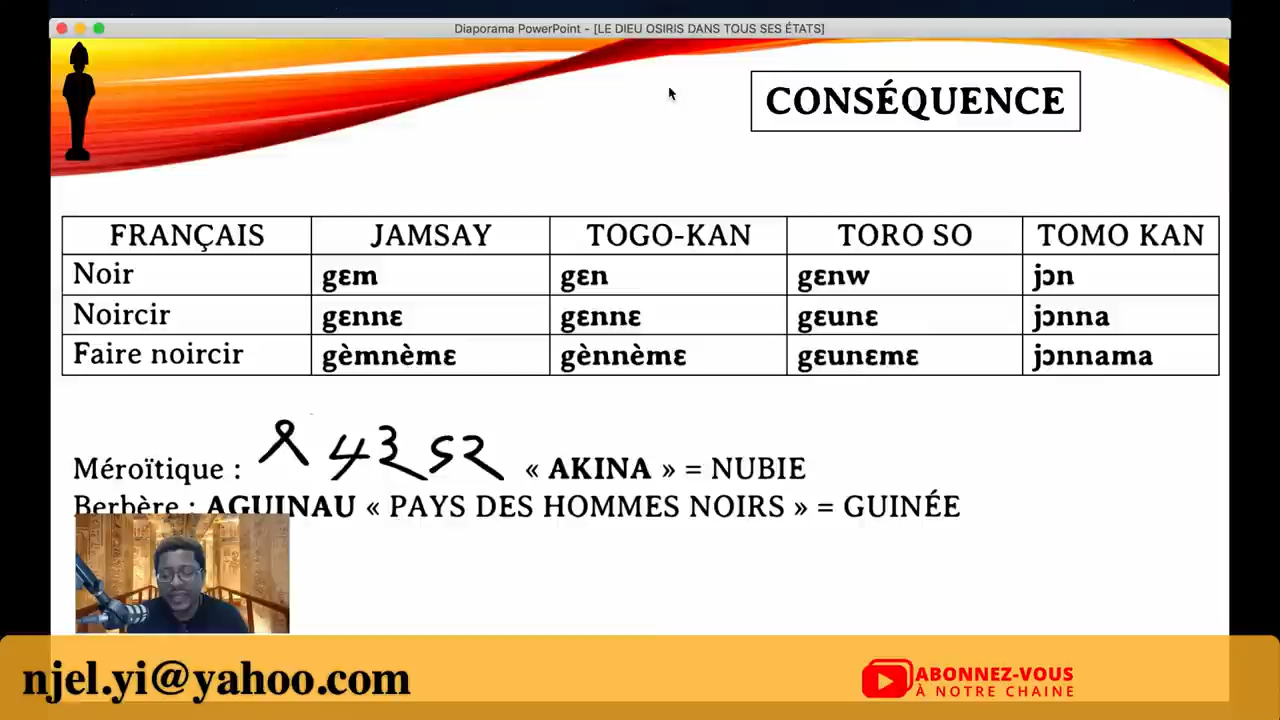 Diaporama PowerPoint - [LE DIEU OSIRIS DANS TOUS SES ÉTATS]
CONSÉQUENCE
FRANÇAIS JAMSAY TOGO-KAN TORO SO TOMO KAN
Noir gɛm gɛn gɛnw jɔn
Noircir gɛnnɛ gɛnnɛ gɛunɛ jɔnna
Faire noircir gèmnèmɛ gènnèmɛ gɛunɛmɛ jɔnnama
Méroïtique : « AKINA » = NUBIE
Berbère : AGUINAU « PAYS DES HOMMES NOIRS » = GUINÉE
njel.yi@yahoo.com
ABONNEZ-VOUS
À NOTRE CHAINE